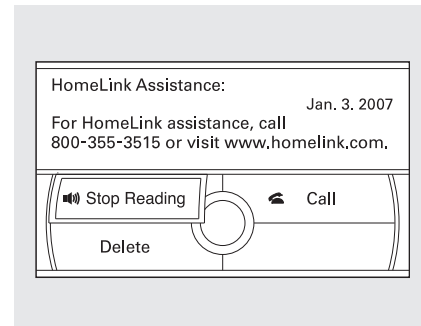 HomeLink Assistance:
Jan. 3. 2007
For HomeLink assistance, call
800-355-3515 or visit www.homelink.com.
Stop Reading
Call
Delete